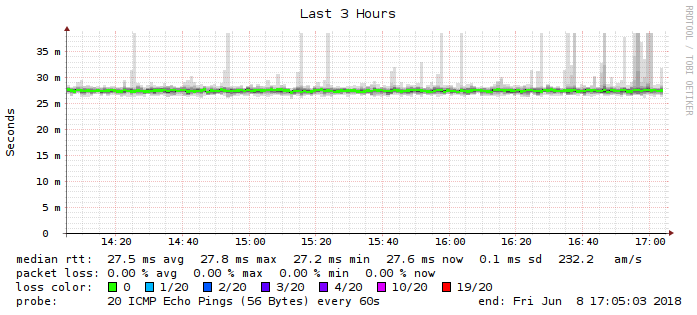 Last 3 Hours
RRDTOOL / TOBI OETIKER
Seconds
35 m
30 m
25 m
20 m
15 m
10 m
5 m
0
14:20 14:40 15:00 15:20 15:40 16:00 16:20 16:40 17:00
median rtt: 27.5 ms avg 27.8 ms max 27.2 ms min 27.6 ms now 0.1 ms sd 232.2 am/s
packet loss: 0.00 % avg 0.00 % max 0.00 % min 0.00 % now
loss color: 0 1/20 2/20 3/20 4/20 10/20 19/20
probe: 20 ICMP Echo Pings (56 Bytes) every 60s end: Fri Jun 8 17:05:03 2018